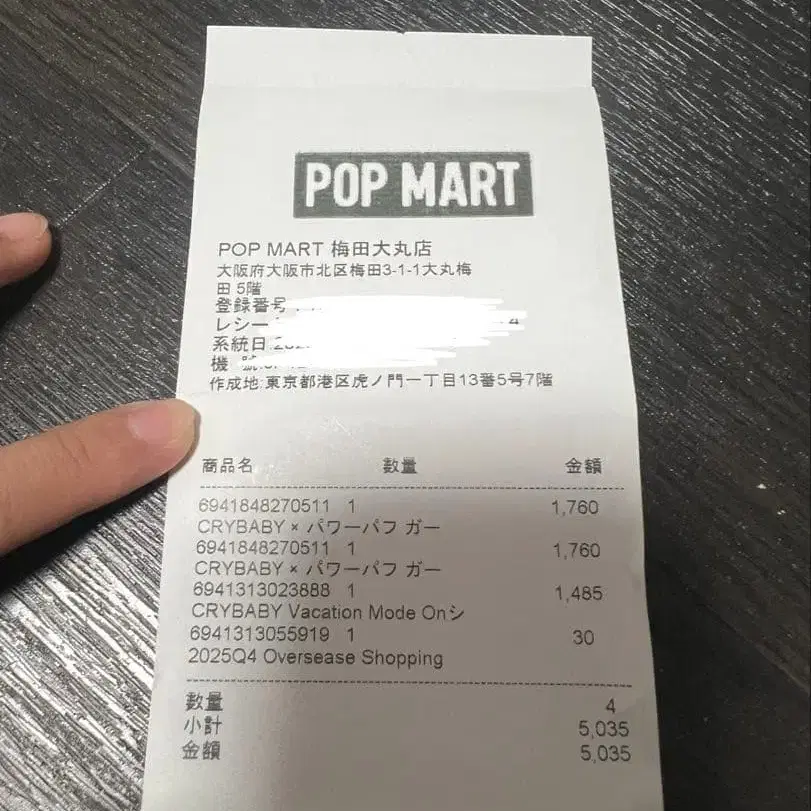 POP MART
POP MART 梅田大丸店
大阪府大阪市北区梅田3-1-1大丸梅
田 5階
登録番号
レシー
系統日:202
機 號:
作成地:東京都港区虎ノ門一丁目13番5号7階
商品名 数量 金額
6941848270511 1 1,760
CRYBABY × パワーパフ ガー
6941848270511 1 1,760
CRYBABY × パワーパフ ガー
6941313023888 1 1,485
CRYBABY Vacation Mode Onシ
6941313055919 1 30
2025Q4 Oversease Shopping
数量 4
小計 5,035
金額 5,035